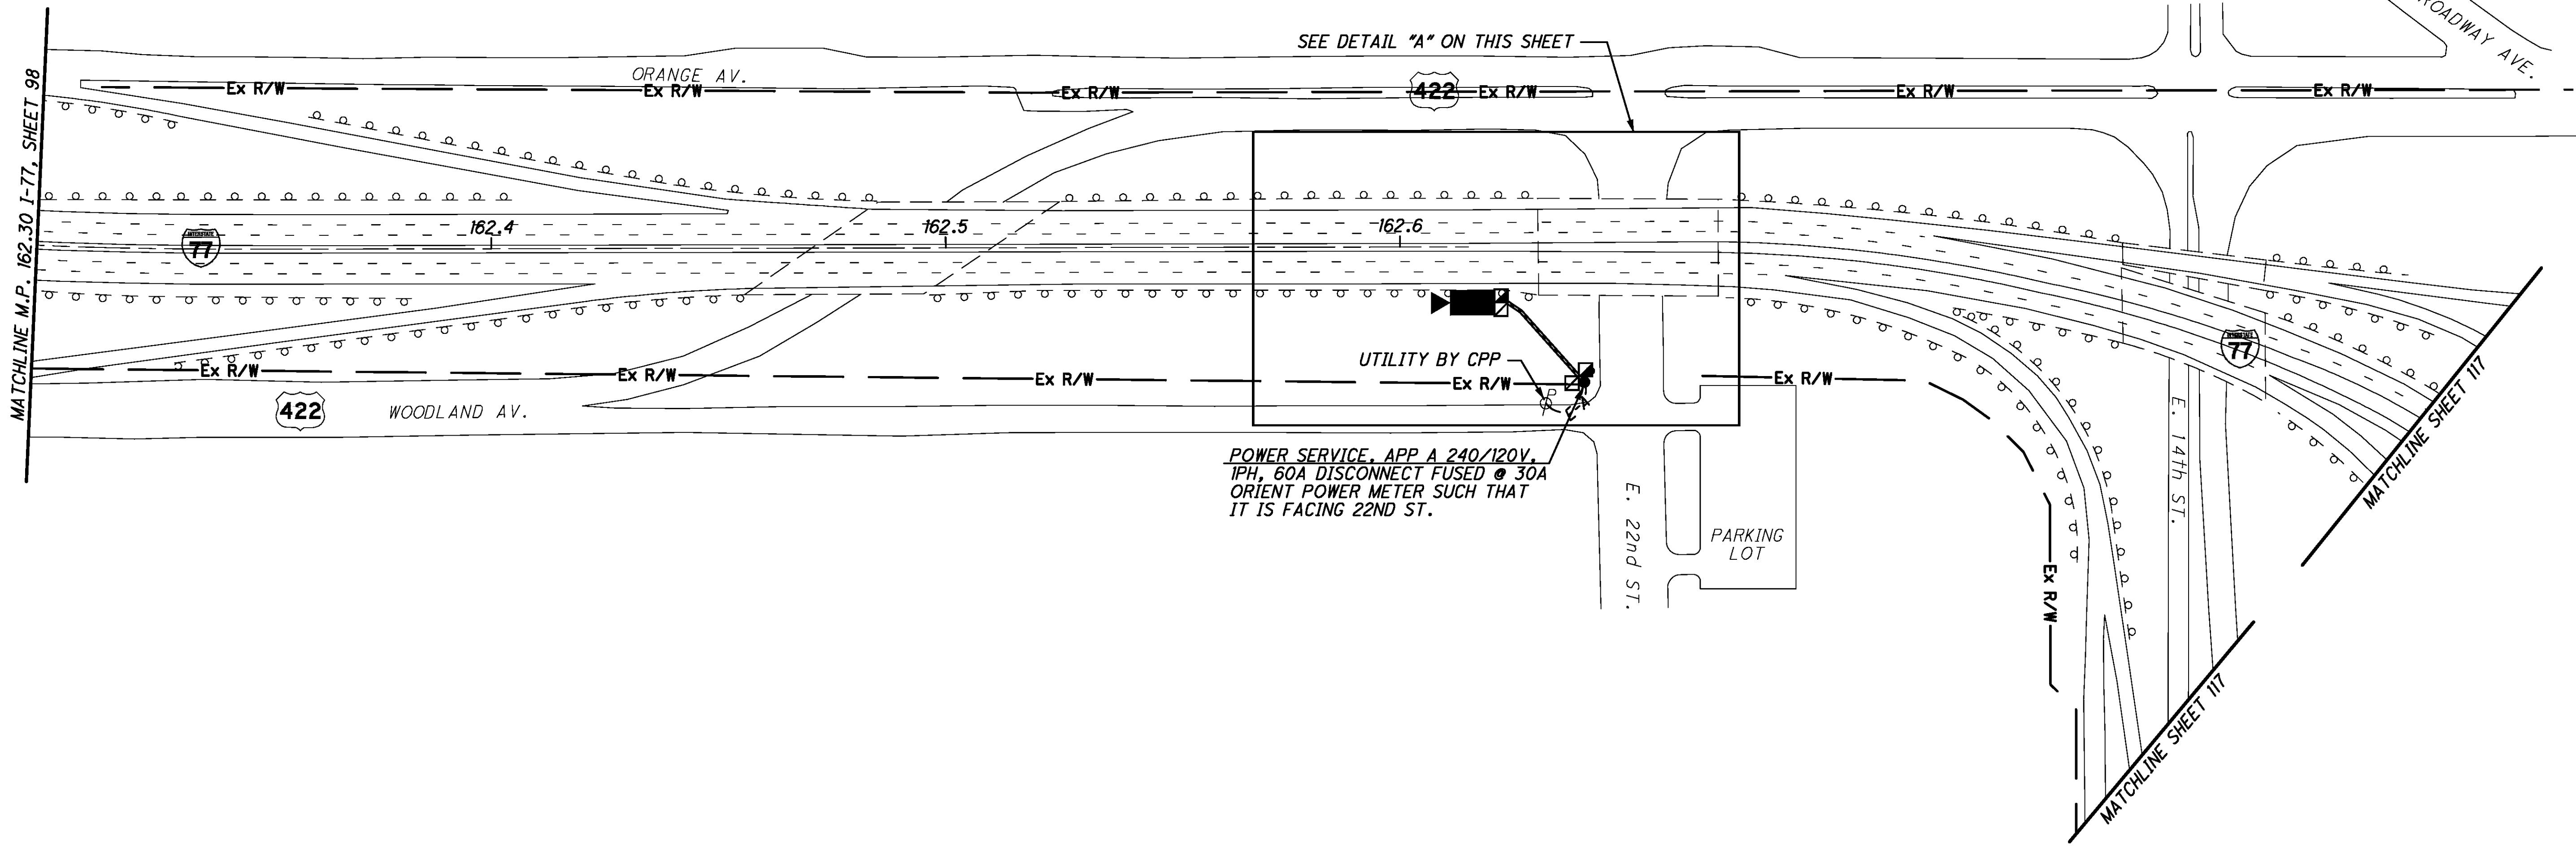 SEE DETAIL "A" ON THIS SHEET
ROADWAY AVE.
ORANGE AV.
Ex R/W
Ex R/W
Ex R/W
422
Ex R/W
Ex R/W
Ex R/W
MATCHLINE M.P. 162.30 I-77, SHEET 98
INTERSTATE
77
162.4
162.5
162.6
INTERSTATE
77
UTILITY BY CPP
Ex R/W
Ex R/W
Ex R/W
Ex R/W
Ex R/W
P
422
WOODLAND AV.
POWER SERVICE, APP A 240/120V,
1PH, 60A DISCONNECT FUSED @ 30A
ORIENT POWER METER SUCH THAT
IT IS FACING 22ND ST.
E. 22nd ST.
PARKING
LOT
Ex R/W
E. 14th ST.
MATCHLINE SHEET 117
MATCHLINE SHEET 117